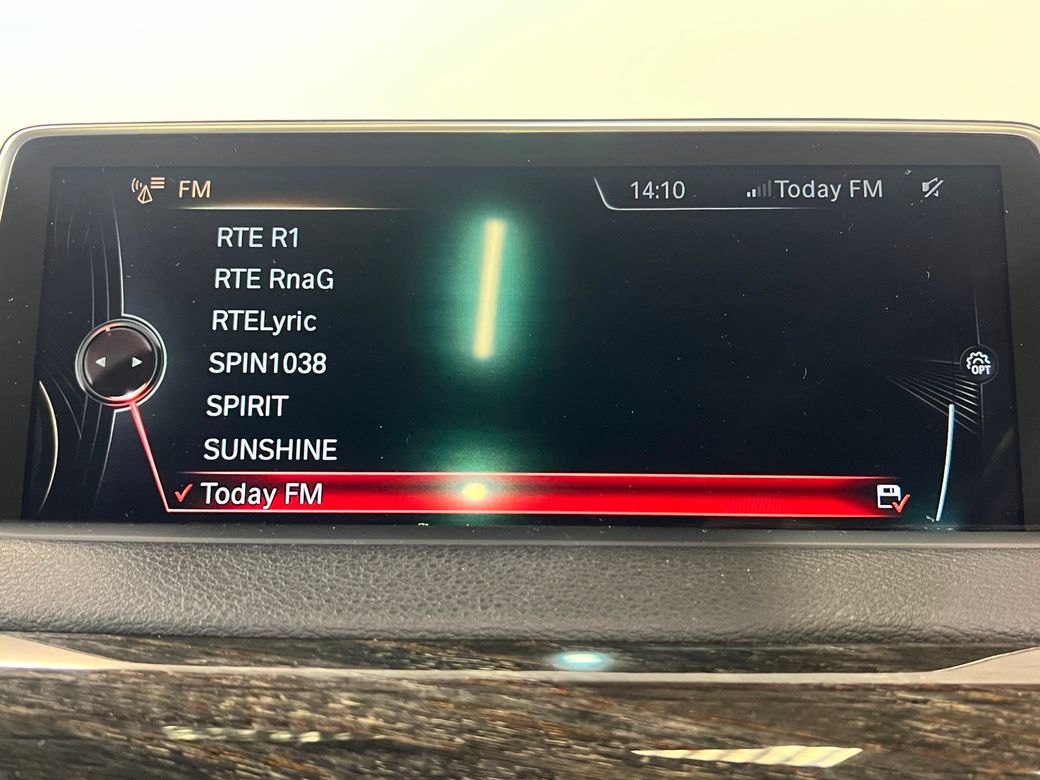 FM
14:10 Today FM
RTE R1
RTE RnaG
RTELyric
SPIN1038
OPT
SPIRIT
SUNSHINE
Today FM